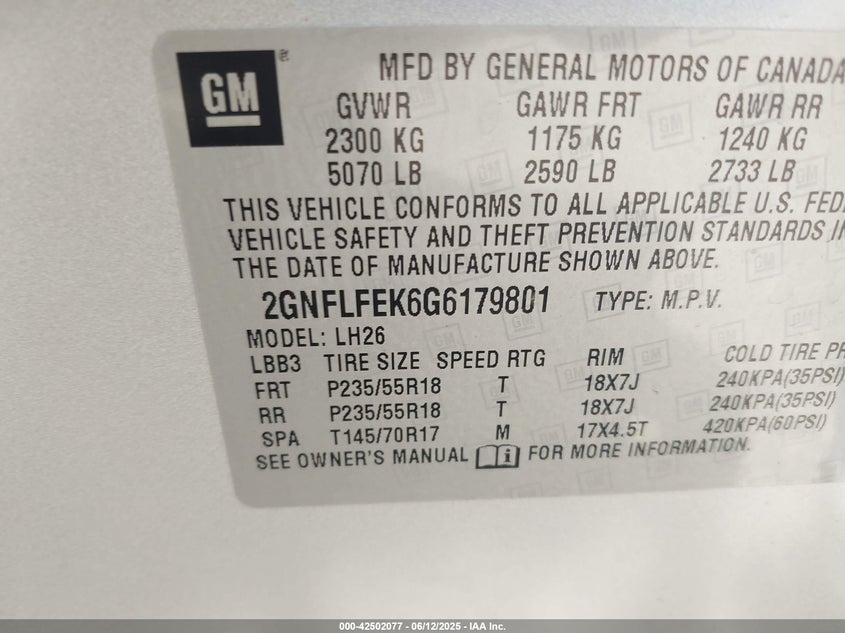 GM ®
MFD BY GENERAL MOTORS OF CANADA
GVWR GAWR FRT GAWR RR
2300 KG 1175 KG 1240 KG
5070 LB 2590 LB 2733 LB
THIS VEHICLE CONFORMS TO ALL APPLICABLE U.S.
VEHICLE SAFETY AND THEFT PREVENTION STANDARDS
THE DATE OF MANUFACTURE SHOWN ABOVE.
2GNFLFEK6G6179801 TYPE: M.P.V.
MODEL: LH26
LBB3 TIRE SIZE SPEED RTG RIM COLD TIRE
FRT P235/55R18 T 18X7J 240KPA(35PSI)
RR P235/55R18 T 18X7J 240KPA(35PSI)
SPA T145/70R17 M 17X4.5T 420KPA(60PSI)
SEE OWNER'S MANUAL i FOR MORE INFORMATION.
000-42502077 - 06/12/2025 - IAA Inc.